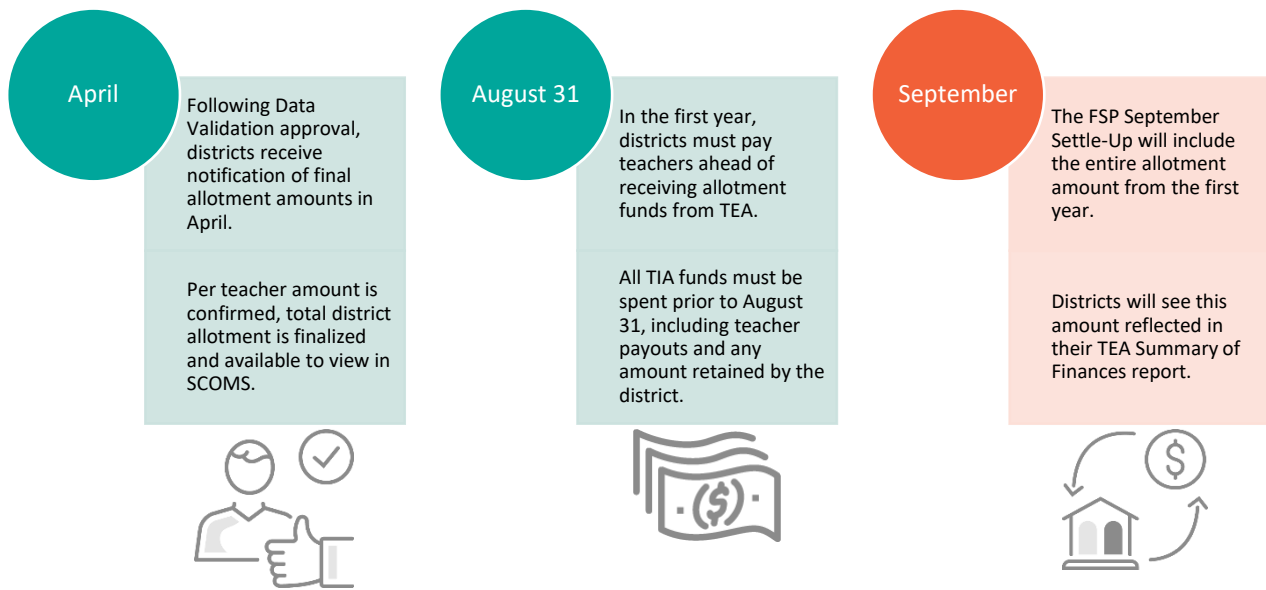 April
Following Data
Validation approval,
districts receive
notification of final
allotment amounts in
April.
Per teacher amount is
confirmed, total district
allotment is finalized
and available to view in
SCOMS.
August 31
In the first year,
districts must pay
teachers ahead of
receiving allotment
funds from TEA.
All TIA funds must be
spent prior to August
31, including teacher
payouts and any
amount retained by the
district.
($)
September
The FSP September
Settle-Up will include
the entire allotment
amount from the first
year.
Districts will see this
amount reflected in
their TEA Summary of
Finances report.
$